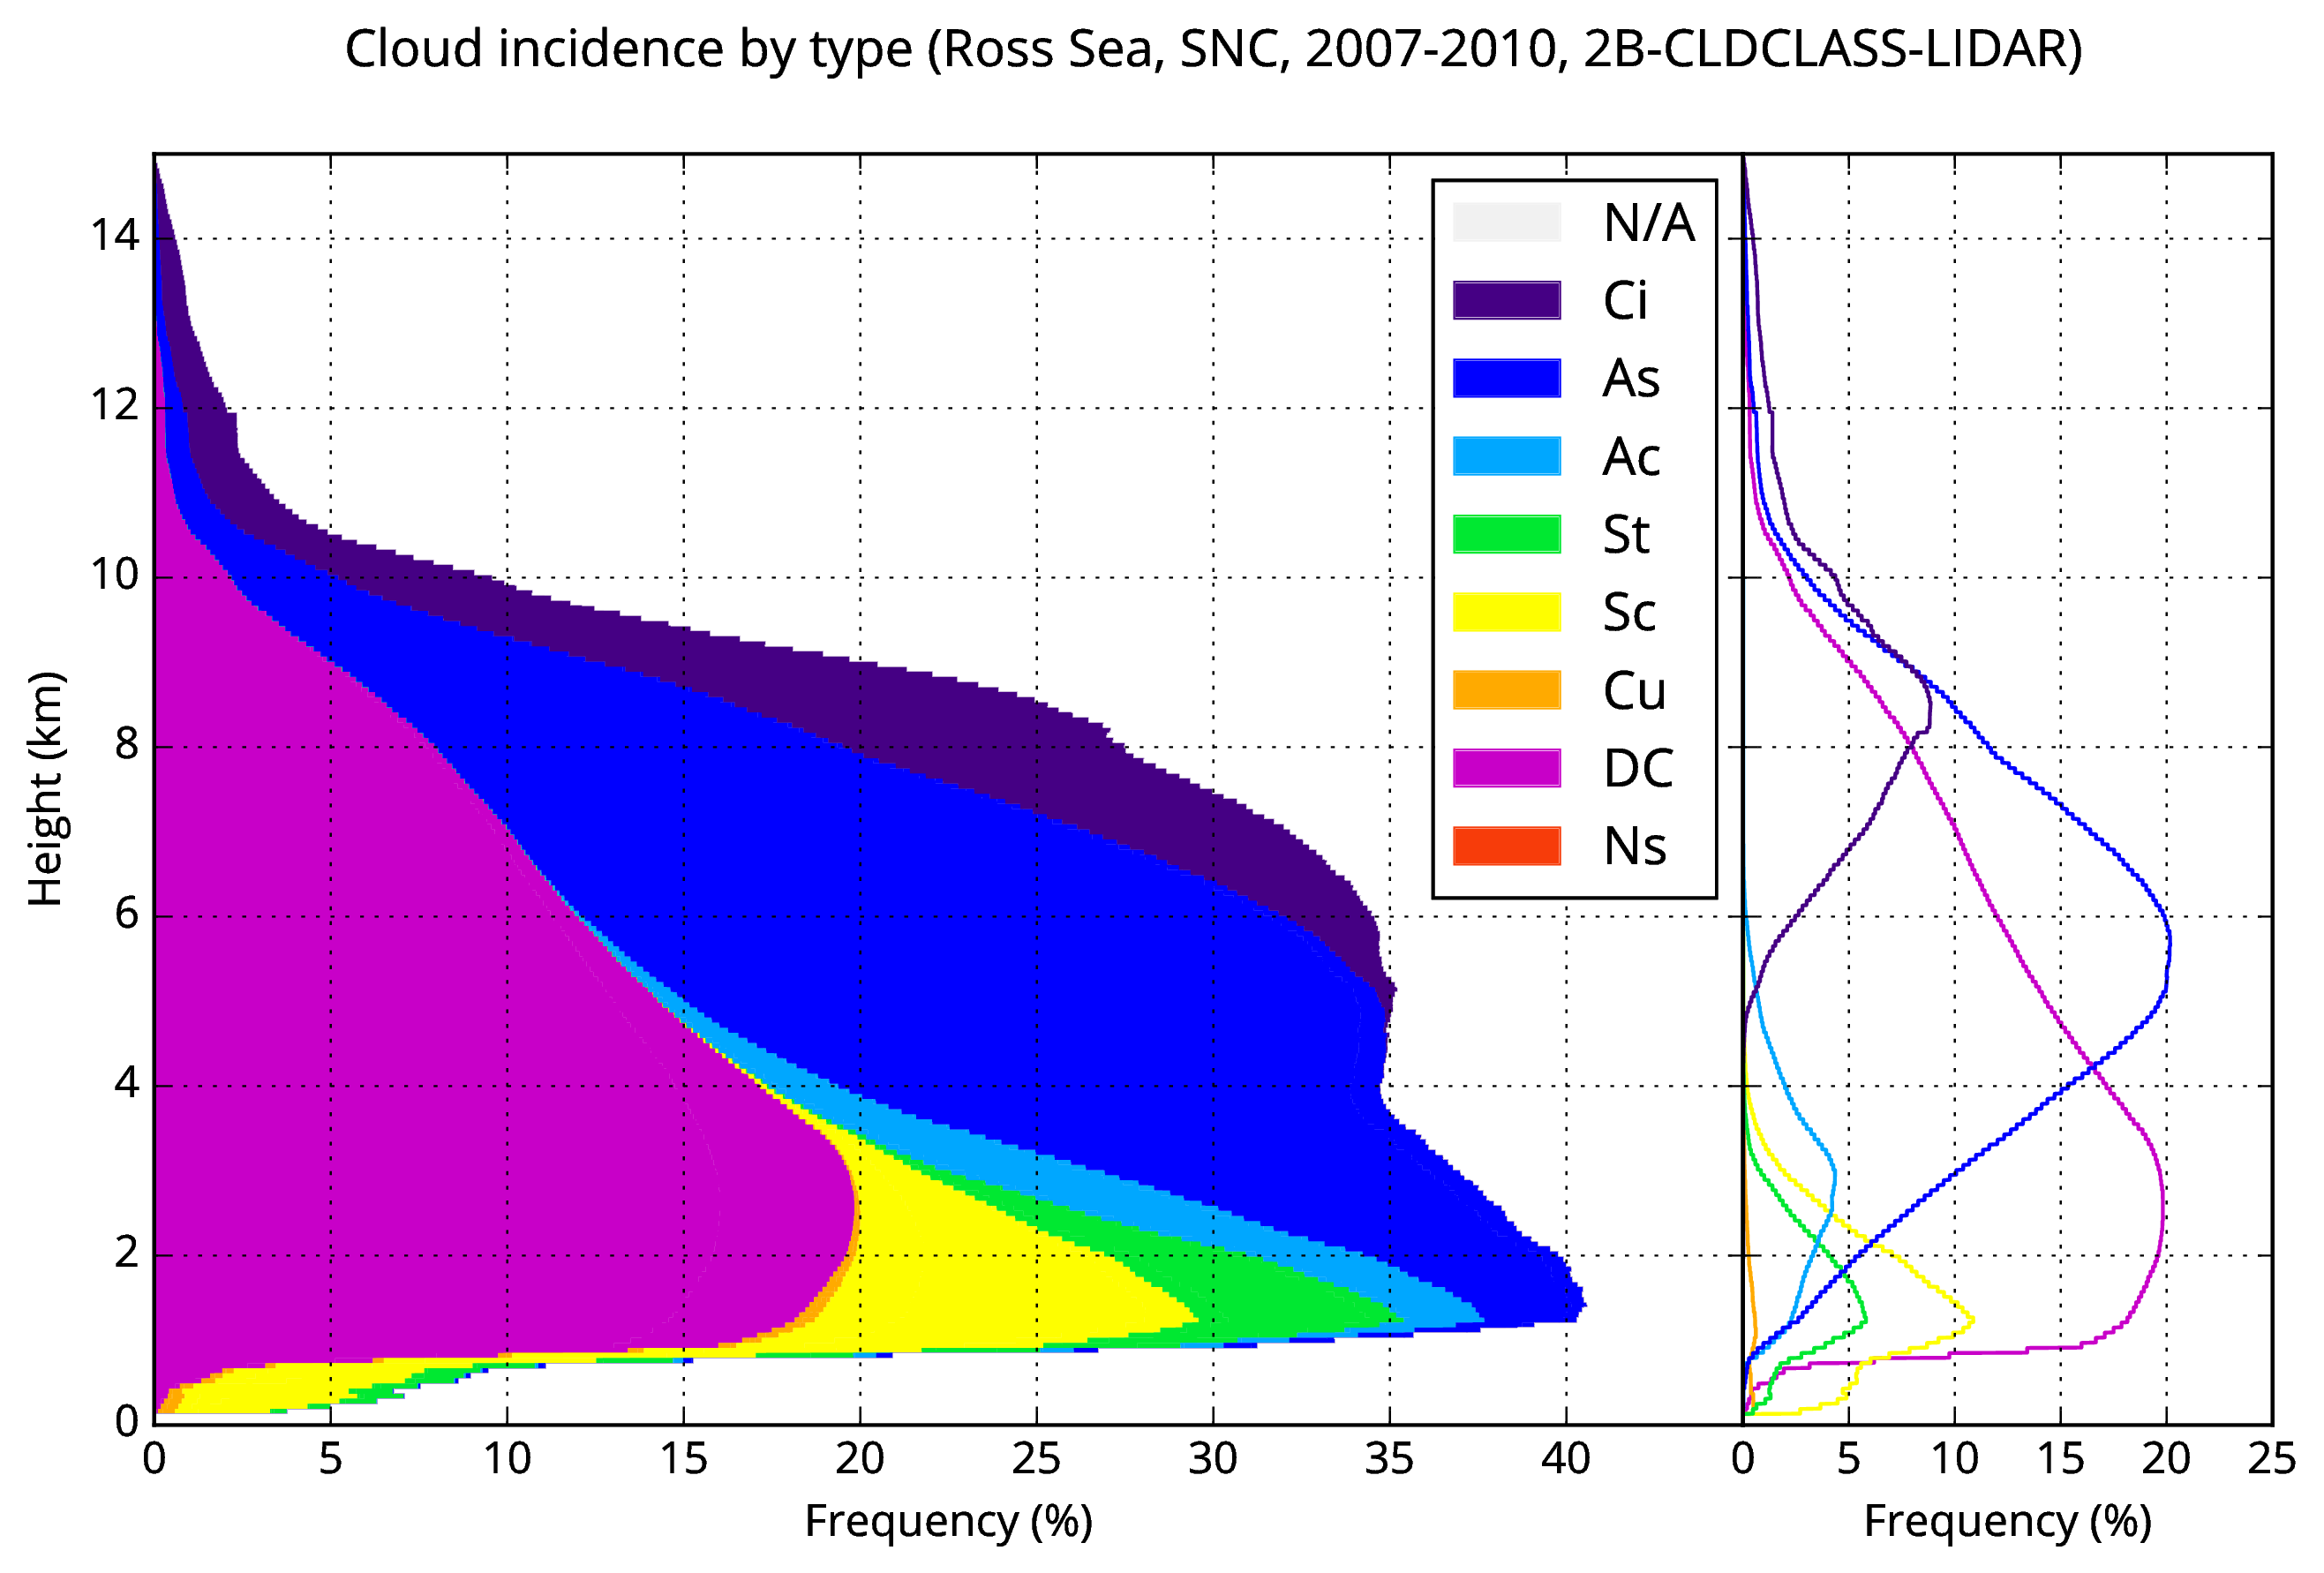 Cloud incidence by type (Ross Sea, SNC, 2007-2010, 2B-CLDCLASS-LIDAR)
Height (km)
14
12
10
8
6
4
2
0
0 5 10 15 20 25 30 35 40
Frequency (%)
N/A
Ci
As
Ac
St
Sc
Cu
DC
Ns
0 5 10 15 20 25
Frequency (%)